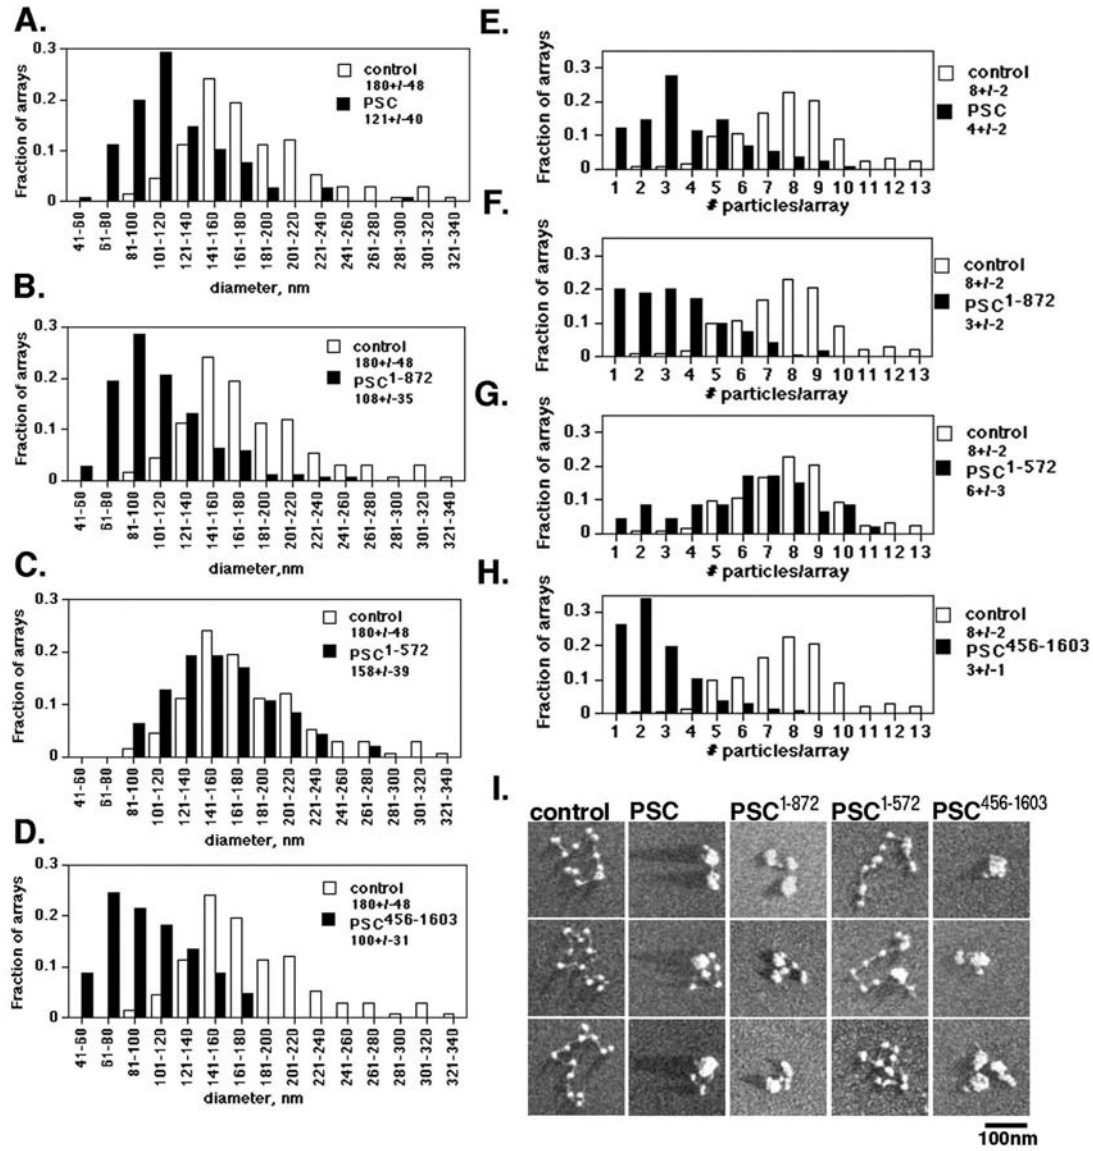 A.
0.3
0.2
0.1
0
Fraction of arrays
control
180+/-48
PSC
121+/-40
41-60
61-80
81-100
101-120
121-140
141-160
161-180
181-200
201-220
221-240
241-260
261-280
281-300
301-320
321-340
diameter, nm
B.
0.3
0.2
0.1
0
Fraction of arrays
control
180+/-48
PSC1-872
108+/-35
41-60
61-80
81-100
101-120
121-140
141-160
161-180
181-200
201-220
221-240
241-260
261-280
281-300
301-320
321-340
diameter,nm
C.
0.3
0.2
0.1
0
Fraction of arrays
control
180+/-48
PSC1-572
158+/-39
41-60
61-80
81-100
101-120
121-140
141-160
161-180
181-200
201-220
221-240
241-260
261-280
281-300
301-320
321-340
diameter, nm
D.
0.3
0.2
0.1
0
Fraction of arrays
control
180+/-48
PSC456-1603
100+/-31
41-60
61-80
81-100
101-120
121-140
141-160
161-180
181-200
201-220
221-240
241-260
261-280
281-300
301-320
321-340
diameter, nm
E.
0.3
0.2
0.1
0
Fraction of arrays
control
8+/-2
PSC
4+/-2
1 2 3 4 5 6 7 8 9 10 11 12 13
# particles/array
F.
0.3
0.2
0.1
0
Fraction of arrays
control
8+/-2
PSC1-872
3+/-2
1 2 3 4 5 6 7 8 9 10 11 12 13
# particles/array
G.
0.3
0.2
0.1
0
Fraction of arrays
control
8+/-2
PSC1-572
6+/-3
1 2 3 4 5 6 7 8 9 10 11 12 13
# particles/array
H.
0.3
0.2
0.1
0
Fraction of arrays
control
8+/-2
PSC456-1603
3+/-1
1 2 3 4 5 6 7 8 9 10 11 12 13
# particles/array
I.
control PSC PSC1-872 PSC1-572 PSC456-1603
100nm